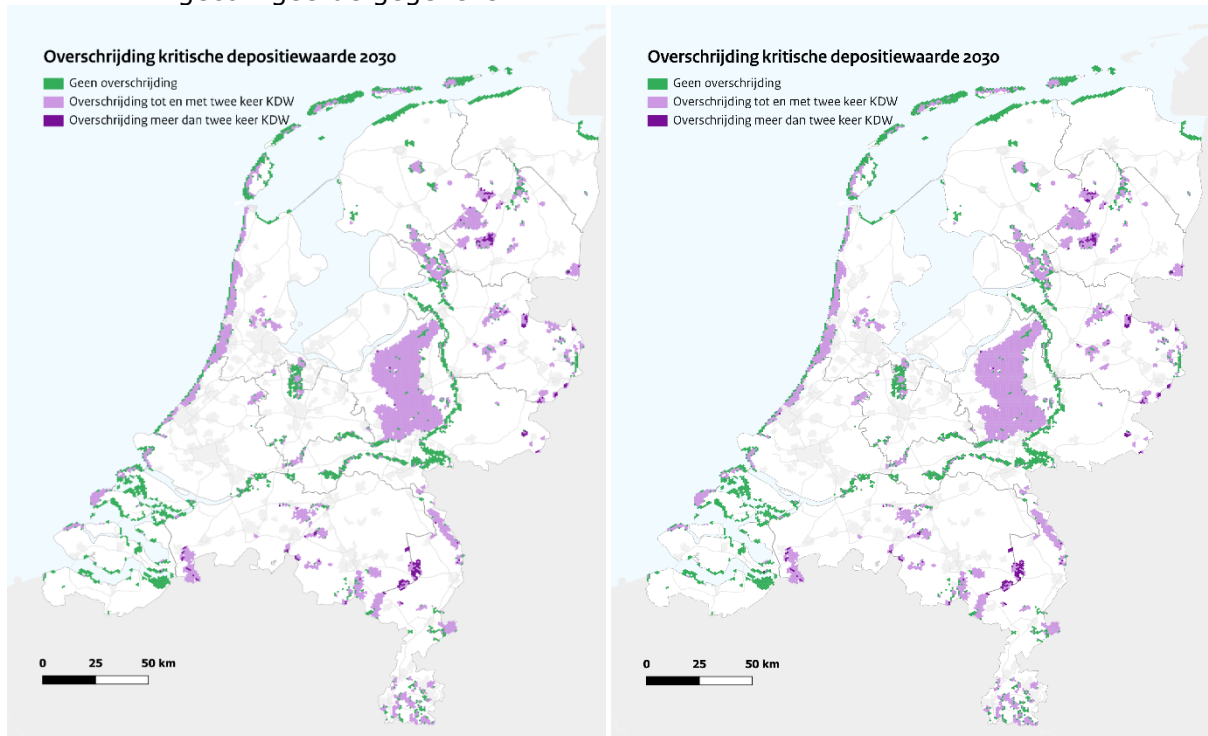 Overschrijding kritische depositiewaarde 2030
Geen overschrijding
Overschrijding tot en met twee keer KDW
Overschrijding meer dan twee keer KDW
0 25 50 km
Overschrijding kritische depositiewaarde 2030
Geen overschrijding
Overschrijding tot en met twee keer KDW
Overschrijding meer dan twee keer KDW
0 25 50 km